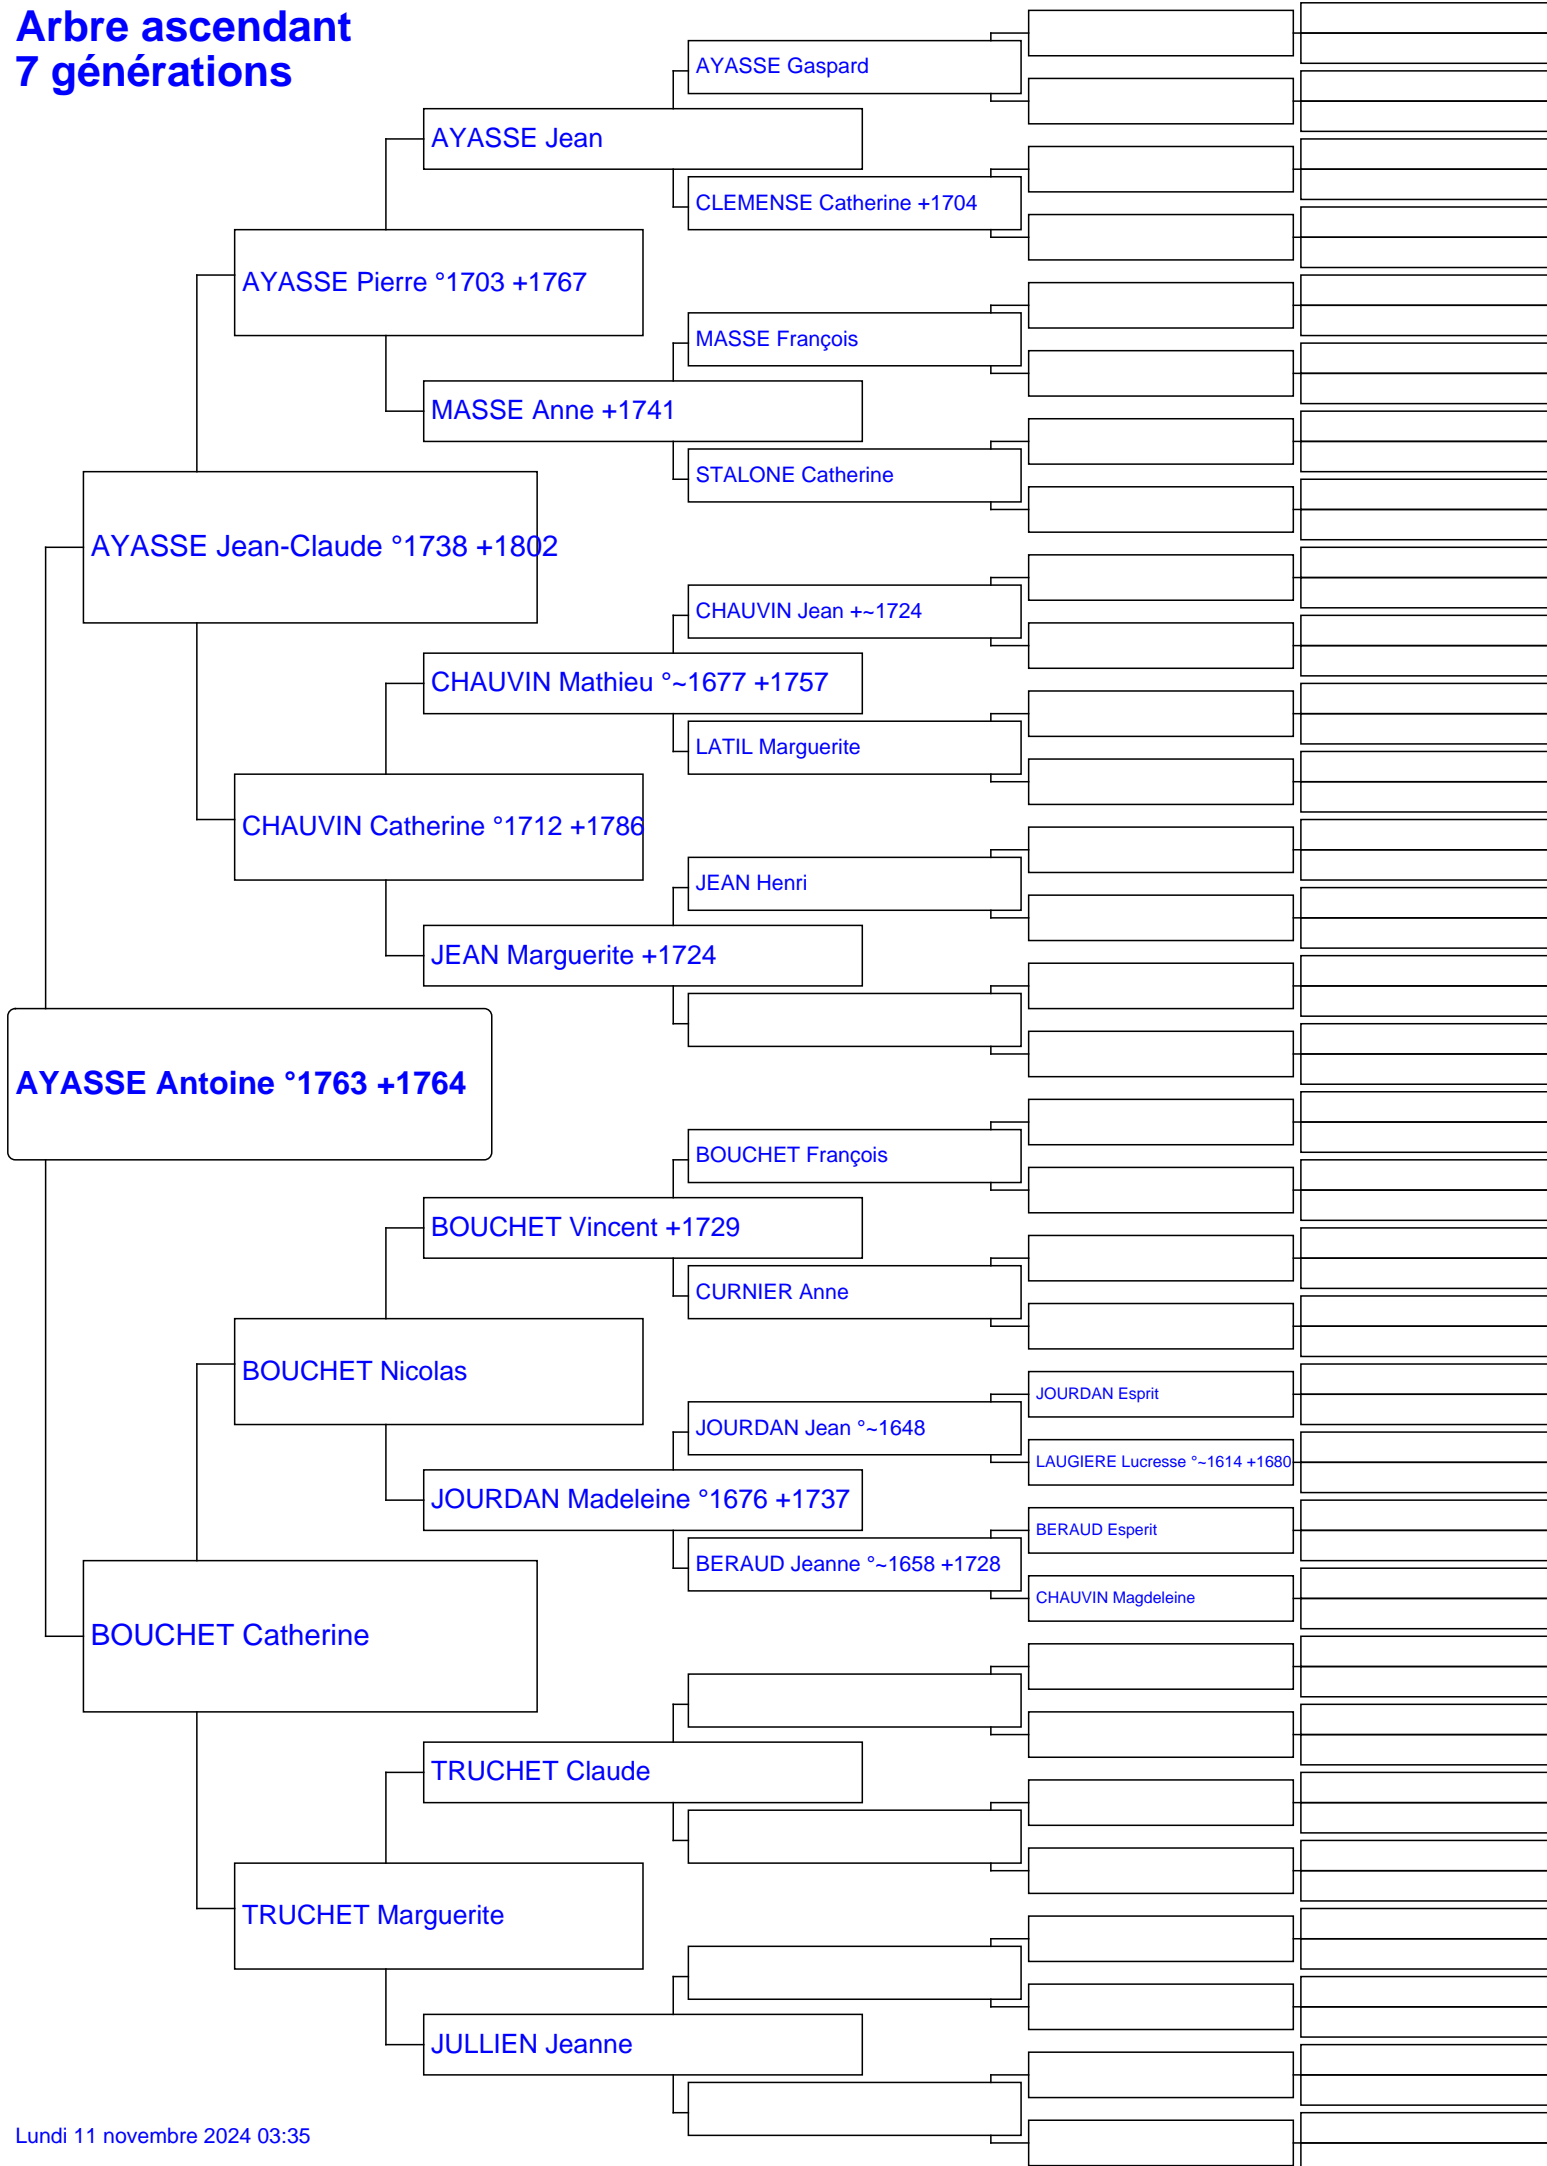 Arbre ascendant
7 générations
AYASSE Gaspard
AYASSE Jean
CLEMENSE Catherine +1704
AYASSE Pierre °1703 +1767
MASSE François
MASSE Anne +1741
STALONE Catherine
AYASSE Jean-Claude °1738 +1802
CHAUVIN Jean +~1724
CHAUVIN Mathieu °~1677 +1757
LATIL Marguerite
CHAUVIN Catherine °1712 +1786
JEAN Henri
JEAN Marguerite +1724
AYASSE Antoine °1763 +1764
BOUCHET François
BOUCHET Vincent +1729
CURNIER Anne
BOUCHET Nicolas
JOURDAN Esprit
JOURDAN Jean °~1648
LAUGIERE Lucresse °~1614 +1680
JOURDAN Madeleine °1676 +1737
BERAUD Esperit
BERAUD Jeanne °~1658 +1728
CHAUVIN Magdeleine
BOUCHET Catherine
TRUCHET Claude
TRUCHET Marguerite
JULLIEN Jeanne
Lundi 11 novembre 2024 03:35